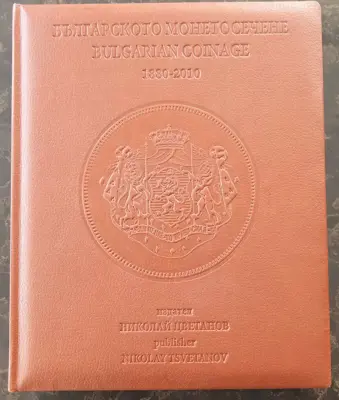 БЪЛГАРСКОТО МОНЕТОСЕЧЕНЕ
BULGARIAN COINAGE
1880-2010
издател
НИКОЛАЙ ЦВЕТАНОВ
publisher
NIKOLAY TSVETANOV